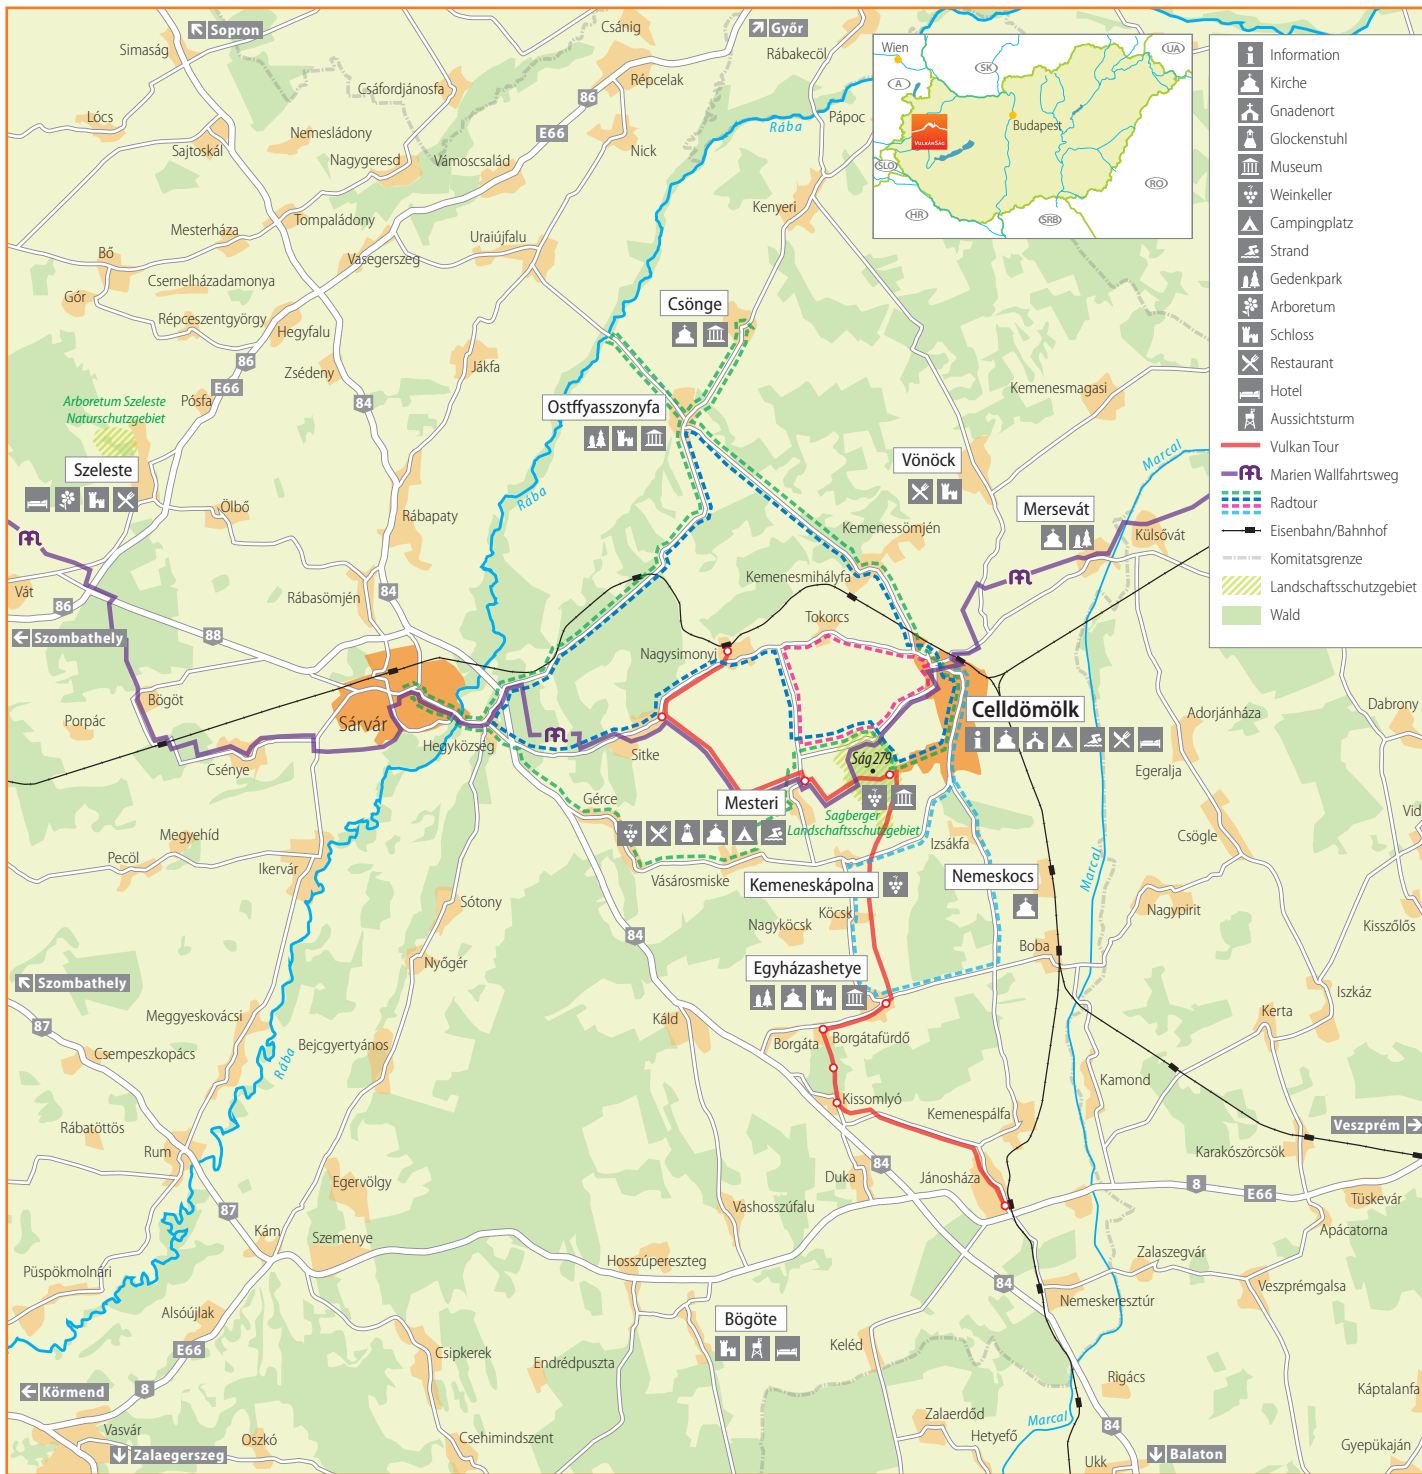 Sopron
Győr
Csánig
Simaság
Rábakecöl
Répcelak
Csáfordjánosfa
86
Lócs
Pápoc
Rába
E66
Nemesládony
Sajtoskál
Nick
Nagygeresd
Vámoscsalád
Kenyeri
Tompaládony
Mesterháza
Uraiújfalu
Bő
Vasegerszeg
Csernelházadamonya
Gór
Csönge
Répceszentgyörgy
Hegyfalu
86
Jákfa
Zsédeny
E66
Kemenesmagasi
Arboretum Szeleste
Naturschutzgebiet
Pósfa
84
Ostffyasszonyfa
Szeleste
Vönöck
Marcal
Rába
Ölbő
Mersevát
Rábapaty
Kemenessömjén
Külsővát
Vát
Rábasömjén
84
Kemenesmihályfa
86
Tokorcs
Szombathely
88
Nagysimonyi
Bögöt
Celldömölk
Dabrony
Porpác
Sárvár
Adorjánháza
Hegyközség
Sitke
Ság 279
Csénye
Egeralja
Gérce
Mesteri
Sagberger
Landschaftsschutzgebiet
Vid
Megyehíd
Csögle
Izsákfa
Pecöl
Ikervár
Marcal
Vásárosmiske
Kemeneskápolna
Nemeskocs
Sótony
Köcsk
Nagypirit
Nagyköcsk
Kisszőlős
84
Boba
Nyőgér
Egyházashetye
Szombathely
Iszkáz
Meggyeskovácsi
Káld
Kerta
87
Borgátafürdő
Borgáta
Bejcgyertyános
Csempeszkopács
Rába
Kamond
Kissomlyó
Kemenespálfa
Rábatöttös
Veszprém
Rum
Karakószörcsök
84
Duka
Jánosháza
8
E66
Egervölgy
Tüskevár
87
Vashosszúfalu
Apácatorna
Kám
Szemenye
Zalaszegvár
Hosszúpereszteg
Püspökmolnári
84
Veszprémgalsa
Nemeskeresztúr
Alsóújlak
Bögöte
E66
Csipkerek
Keléd
Endrédpuszta
Rigács
Körmend
8
Káptalanfa
Zalaerdőd
Marcal
84
Vasvár
Oszkó
Csehimindszent
Hetyefő
Gyepükaján
Zalaegerszeg
Ukk
Balaton
Wien
UA
SK
A
Budapest
VULKÁNSÁG
SLO
RO
HR
SRB
Information
Kirche
Gnadenort
Glockenstuhl
Museum
Weinkeller
Campingplatz
Strand
Gedenkpark
Arboretum
Schloss
Restaurant
Hotel
Aussichtsturm
Vulkan Tour
Marien Wallfahrtsweg
Radtour
Eisenbahn/Bahnhof
Komitatsgrenze
Landschaftsschutzgebiet
Wald